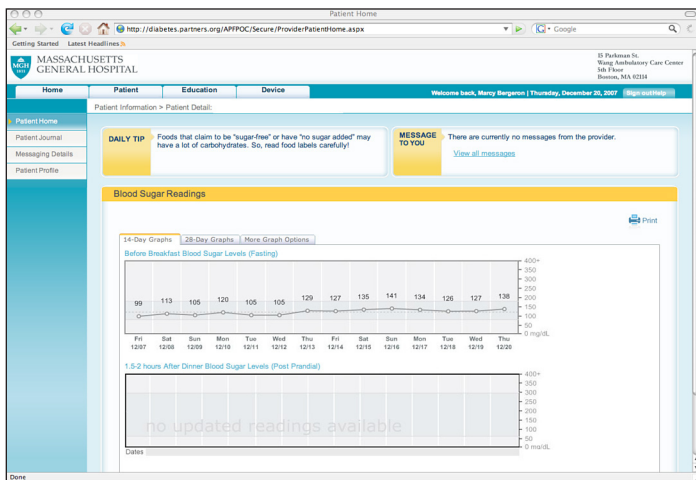 Patient Home
http://diabetes.partners.org/APFPOC/Secure/ProviderPatientHome.aspx
Google
Getting Started Latest Headlines
MGH
1811
MASSACHUSETTS
GENERAL HOSPITAL
15 Parkman St.
Wang Ambulatory Care Center
5th Floor
Boston, MA 02114
Home Patient Education Device
Welcome back, Marcy Bergeron | Thursday, December 20, 2007 Sign out Help
Patient Information > Patient Detail:
Patient Home
Patient Journal
Messaging Details
Patient Profile
DAILY TIP
Foods that claim to be "sugar-free" or have "no sugar added" may
have a lot of carbohydrates. So, read food labels carefully!
MESSAGE
TO YOU
There are currently no messages from the provider.
View all messages
Blood Sugar Readings
Print
14-Day Graphs 28-Day Graphs More Graph Options
Before Breakfast Blood Sugar Levels (Fasting)
400+
350
300
250
200
150
100
50
0 mg/dL
99 113 105 120 105 105 129 127 135 141 134 126 127 138
Fri Sat Sun Mon Tue Wed Thu Fri Sat Sun Mon Tue Wed Thu
12/07 12/08 12/09 12/10 12/11 12/12 12/13 12/14 12/15 12/16 12/17 12/18 12/19 12/20
1.5-2 hours After Dinner Blood Sugar Levels (Post Prandial)
400+
350
300
250
200
150
100
50
0 mg/dL
no updated readings available
Dates
Done